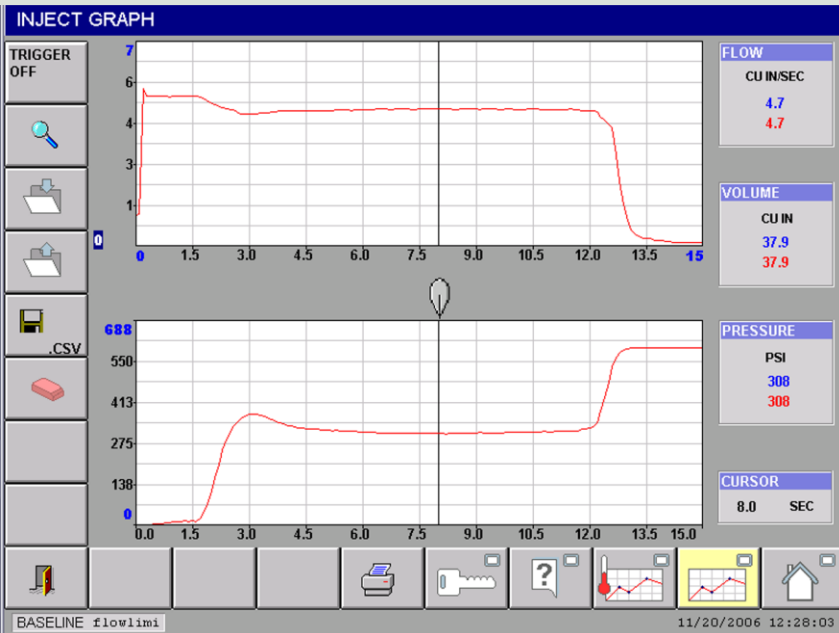 INJECT GRAPH
TRIGGER
OFF
.CSV
7
6
4
3
1
0
0 1.5 3.0 4.5 6.0 7.5 9.0 10.5 12.0 13.5 15
688
550
413
275
138
0
0.0 1.5 3.0 4.5 6.0 7.5 9.0 10.5 12.0 13.5 15.0
FLOW
CU IN/SEC
4.7
4.7
VOLUME
CU IN
37.9
37.9
PRESSURE
PSI
308
308
CURSOR
8.0 SEC
?
BASELINE flowlimi
11/20/2006 12:28:03